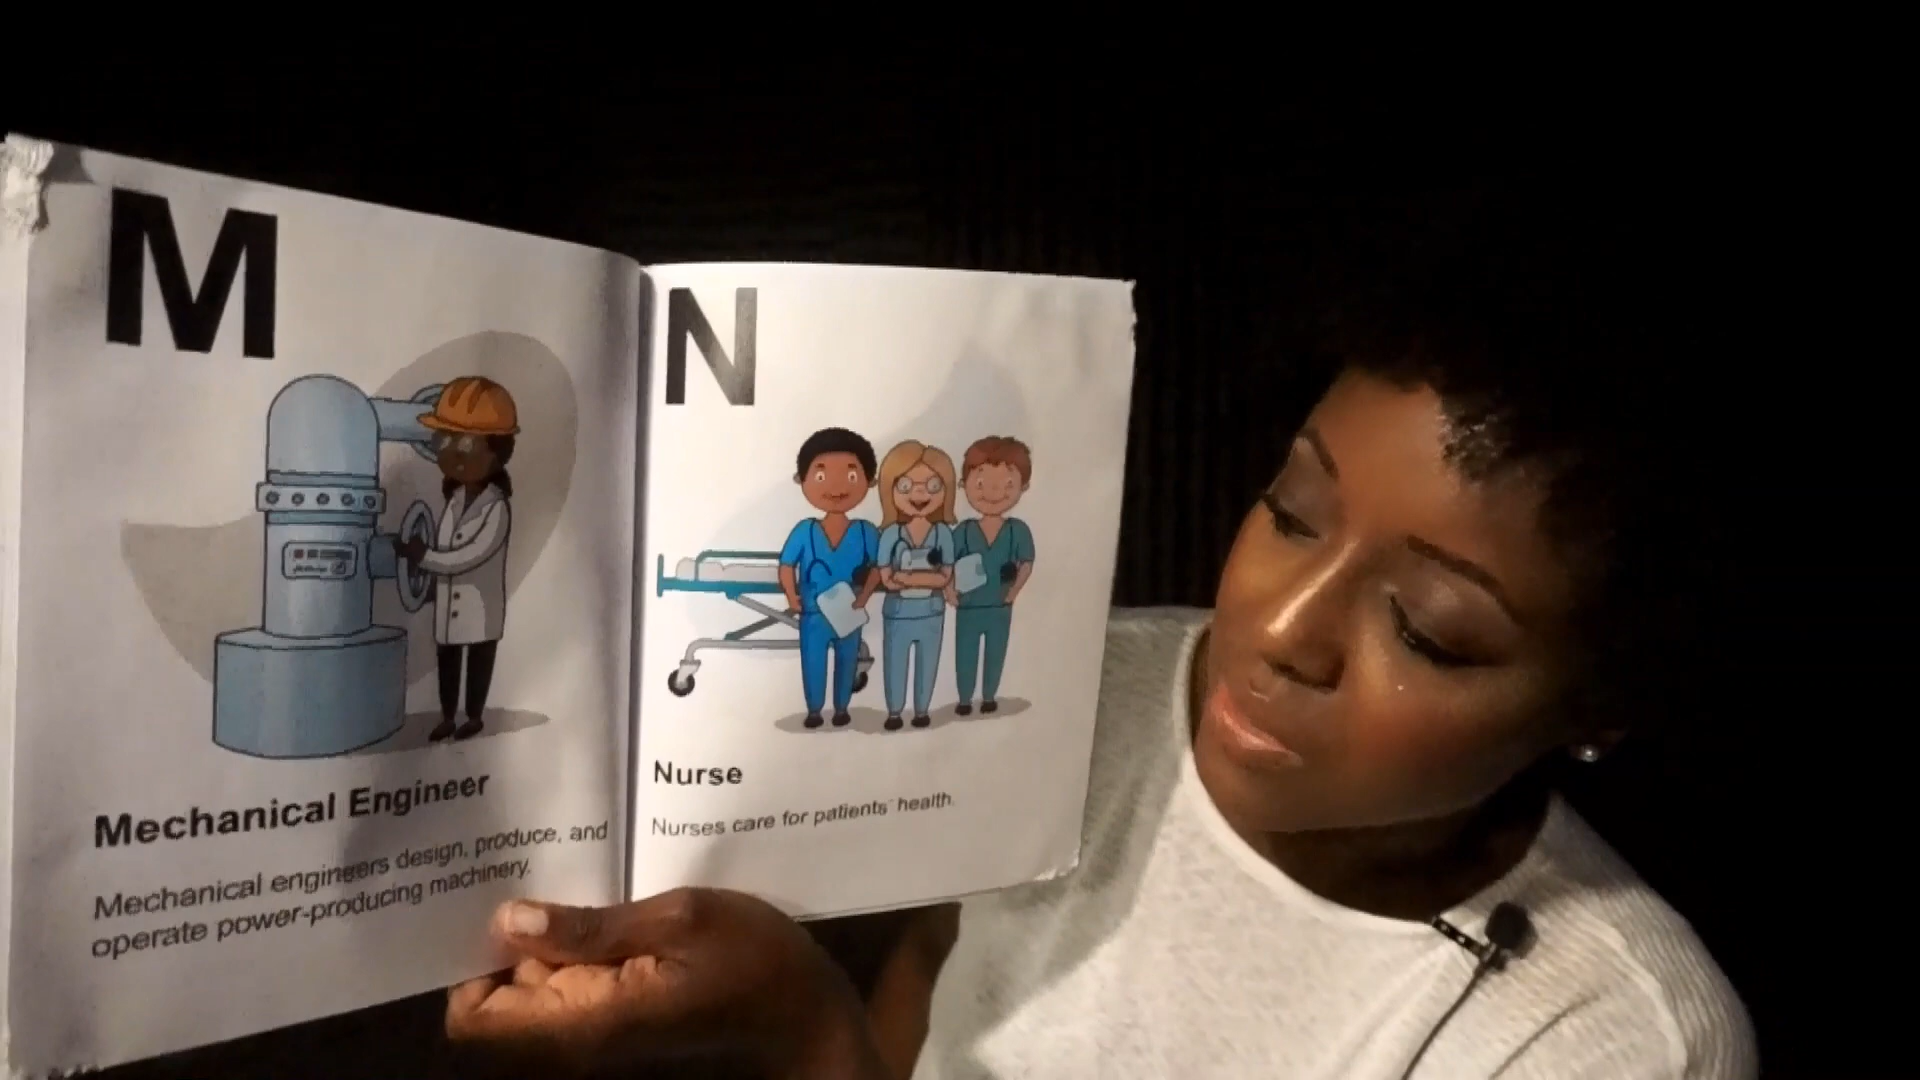 M
Mechanical Engineer
Mechanical engineers design, produce, and
operate power-producing machinery.
N
Nurse
Nurses care for patients' health.